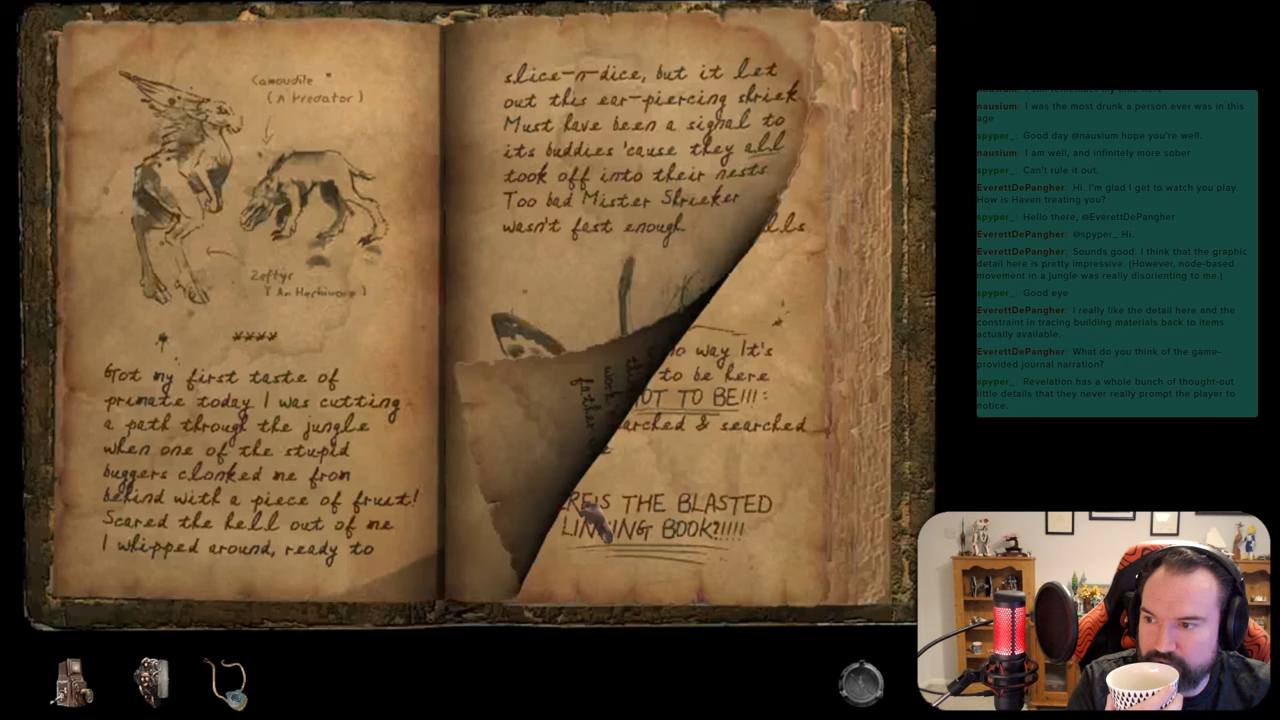 Camoudile
(A Predator)
Zeftyr
(An Herbivore)
Got my first taste of
primate today I was cutting
a path through the jungle
when one of the stupid
buggers clonked me from
behind with a piece of fruit!
Scared the hell out of me
I whipped around, ready to
slice-n-dice, but it let
out this ear-piercing shriek
Must have been a signal to
its buddies 'cause they all
took off into their nests
Too bad Mister Shrieker
wasn't fast enough
way It's
to be here
NOT TO BE!!!:
searched & searched
THE BLASTED
LINKING BOOK?!!!!
work
father
nausium: I was the most drunk a person ever was in this
age
spyper_: Good day @nausium hope you're well.
nausium: I am well, and infinitely more sober
spyper_: Can't rule it out.
EverettDePangher: Hi. I'm glad I get to watch you play.
How is Haven treating you?
spyper_: Hello there, @EverettDePangher
EverettDePangher: @spyper_ Hi.
EverettDePangher: Sounds good. I think that the graphic
detail here is pretty impressive. (However, node-based
movement in a jungle was really disorienting to me.)
spyper_: Good eye
EverettDePangher: I really like the detail here and the
constraint in tracing building materials back to items
actually available.
EverettDePangher: What do you think of the game-
provided journal narration?
spyper_: Revelation has a whole bunch of thought-out
little details that they never really prompt the player to
notice.